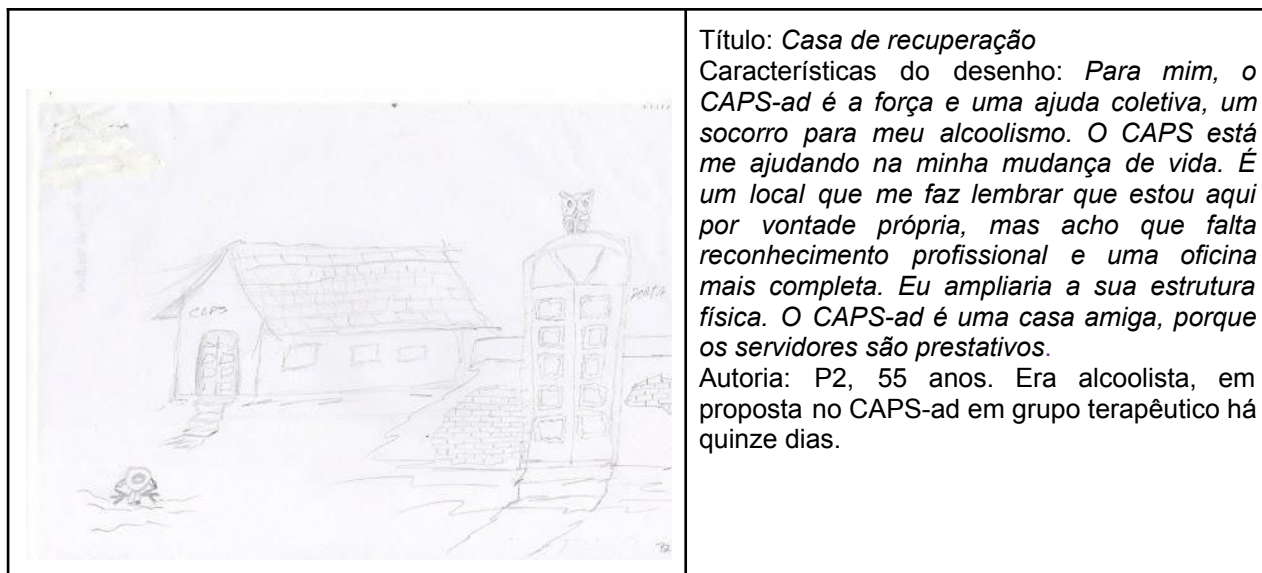 Título: Casa de recuperação
Características do desenho: Para mim, o
CAPS-ad é a força e uma ajuda coletiva, um
socorro para meu alcoolismo. O CAPS está
me ajudando na minha mudança de vida. É
um local que me faz lembrar que estou aqui
por vontade própria, mas acho que falta
reconhecimento profissional e uma oficina
mais completa. Eu ampliaria a sua estrutura
física. O CAPS-ad é uma casa amiga, porque
os servidores são prestativos.
Autoria: P2, 55 anos. Era alcoolista, em
proposta no CAPS-ad em grupo terapêutico há
quinze dias.
CAPS
P2